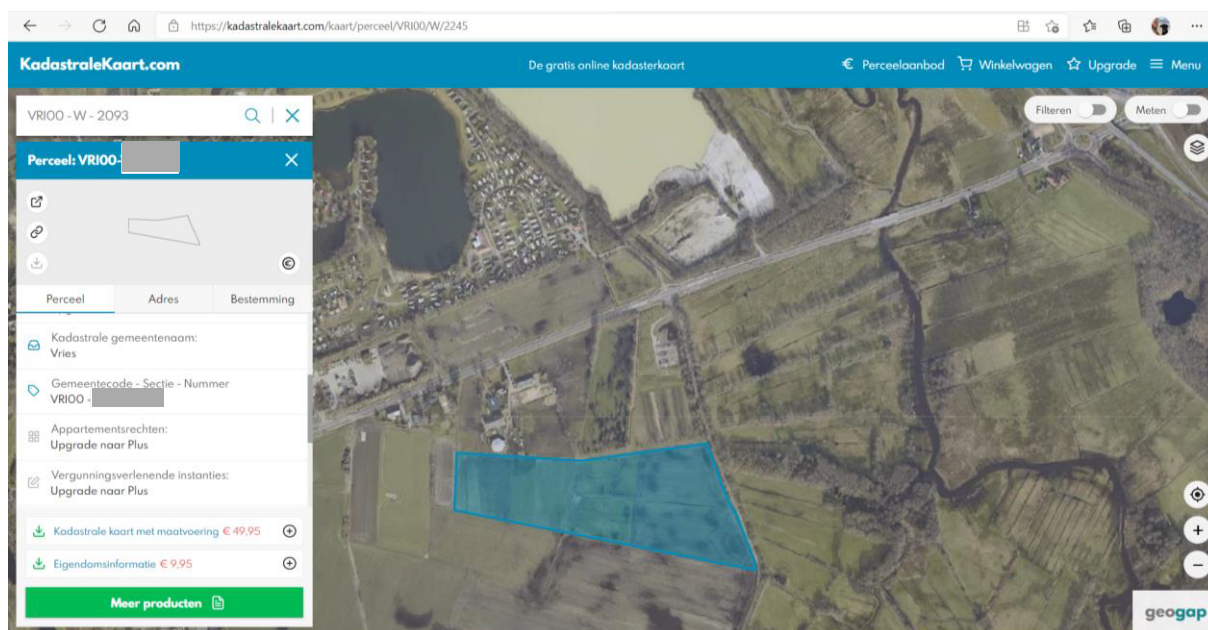 https://kadastralekaart.com/kaart/perceel/VRI00/W/2245
KadastraleKaart.com
De gratis online kadasterkaart
€ Perceelaanbod
Winkelwagen
Upgrade
Menu
VRI00 - W - 2093
Filteren
Meten
Perceel: VRI00-
Perceel
Adres
Bestemming
Kadastrale gemeentenaam:
Vries
Gemeentecode - Sectie - Nummer
VRI00 -
Appartementsrechten:
Upgrade naar Plus
Vergunningsverlenende instanties:
Upgrade naar Plus
Kadastrale kaart met maatvoering € 49,95
Eigendomsinformatie € 9,95
Meer producten
geogap